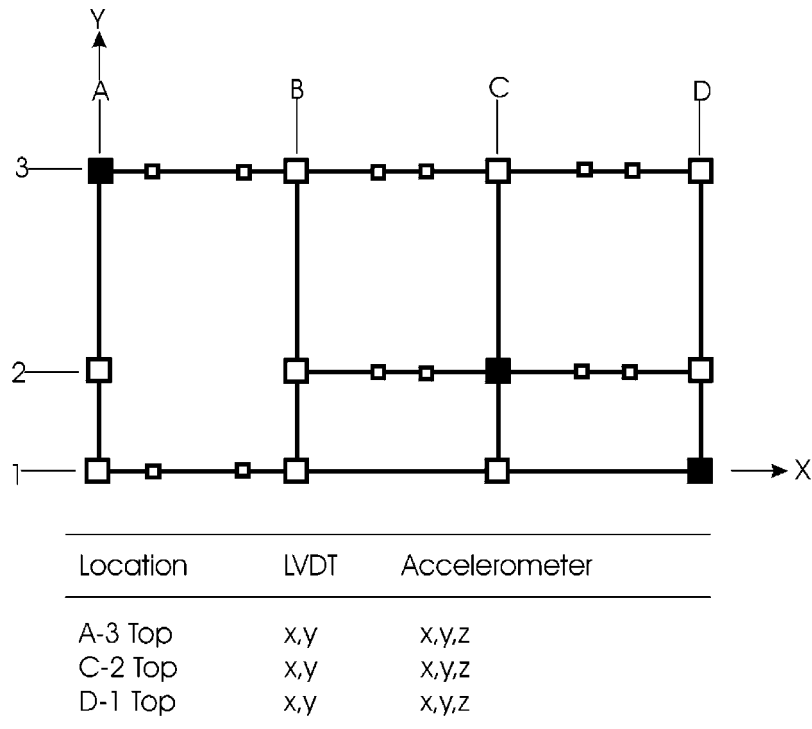 Y
A B C D
3
2
1 X
Location LVDT Accelerometer
A-3 Top x,y x,y,z
C-2 Top x,y x,y,z
D-1 Top x,y x,y,z